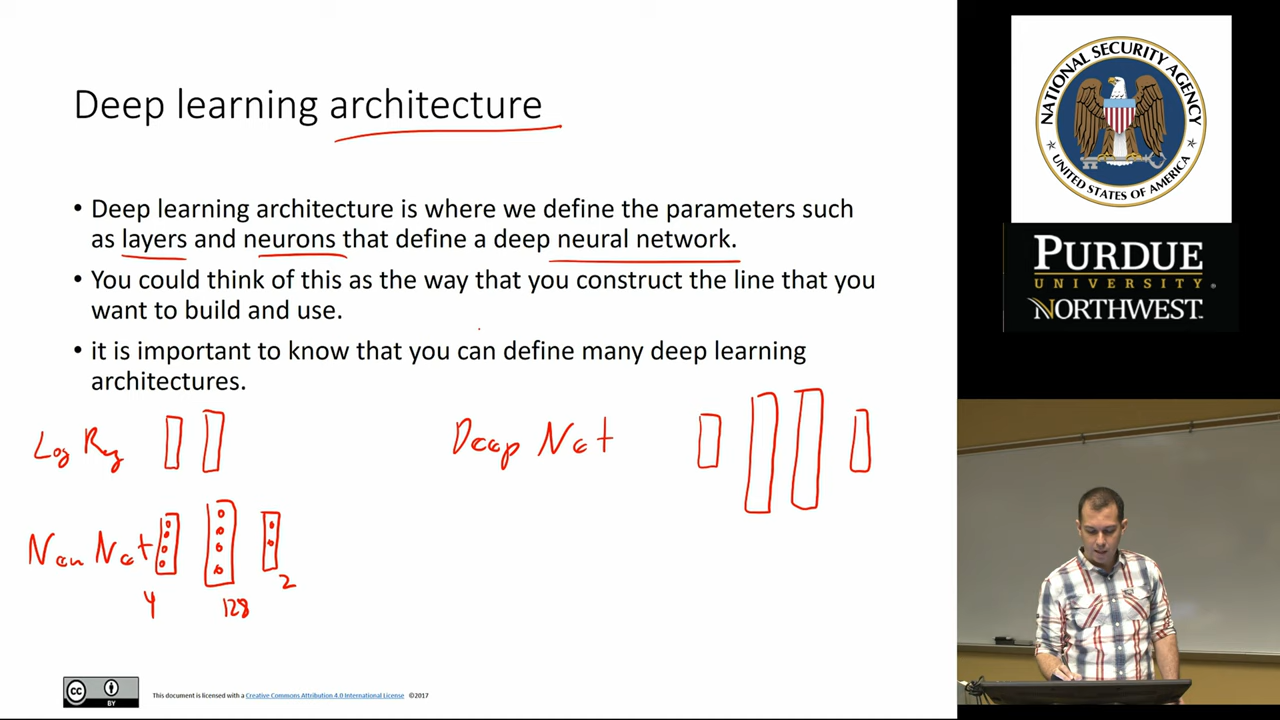 Deep learning architecture
• Deep learning architecture is where we define the parameters such
as layers and neurons that define a deep neural network.
• You could think of this as the way that you construct the line that you
want to build and use.
• it is important to know that you can define many deep learning
architectures.
Log Reg
Deep Net
Neu Net
4
128
2
CC
BY
This document is licensed with a Creative Commons Attribution 4.0 International License ©2017
NATIONAL SECURITY AGENCY
UNITED STATES OF AMERICA
PURDUE
UNIVERSITY®
NORTHWEST